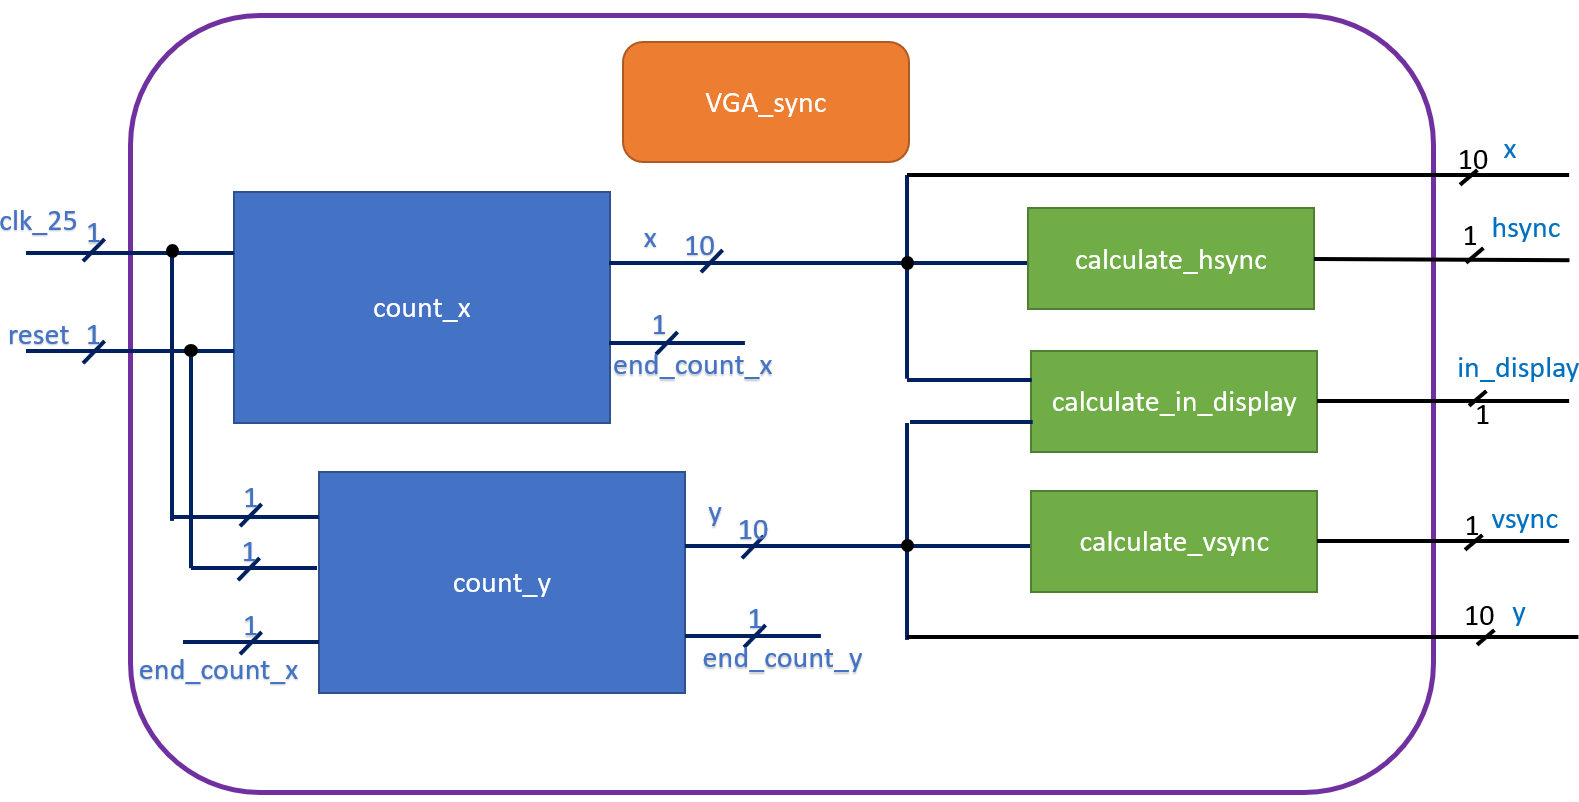 VGA_sync
10 x
clk_25 1
count_x
x 10
calculate_hsync
1 hsync
reset 1
1
end_count_x
calculate_in_display
in_display
1
1
1
count_y
y 10
calculate_vsync
1 vsync
1
end_count_x
1
end_count_y
10 y